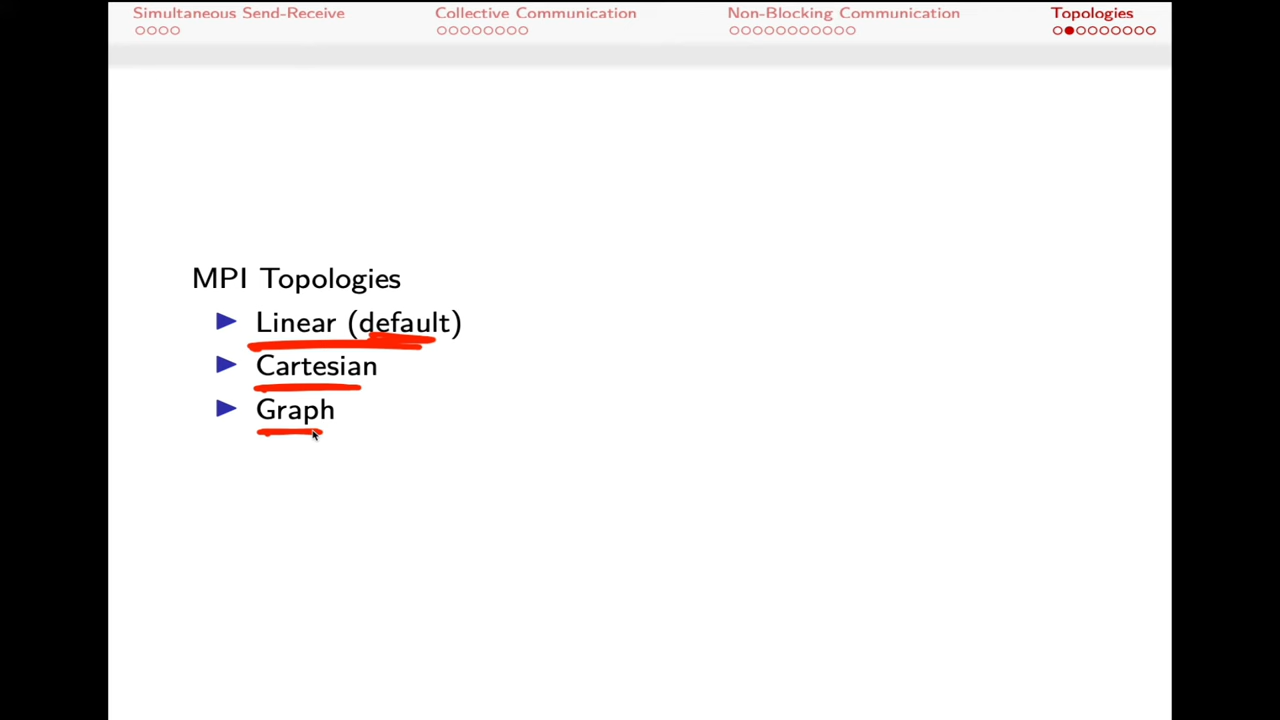 Simultaneous Send-Receive Collective Communication Non-Blocking Communication Topologies
MPI Topologies
Linear (default)
Cartesian
Graph